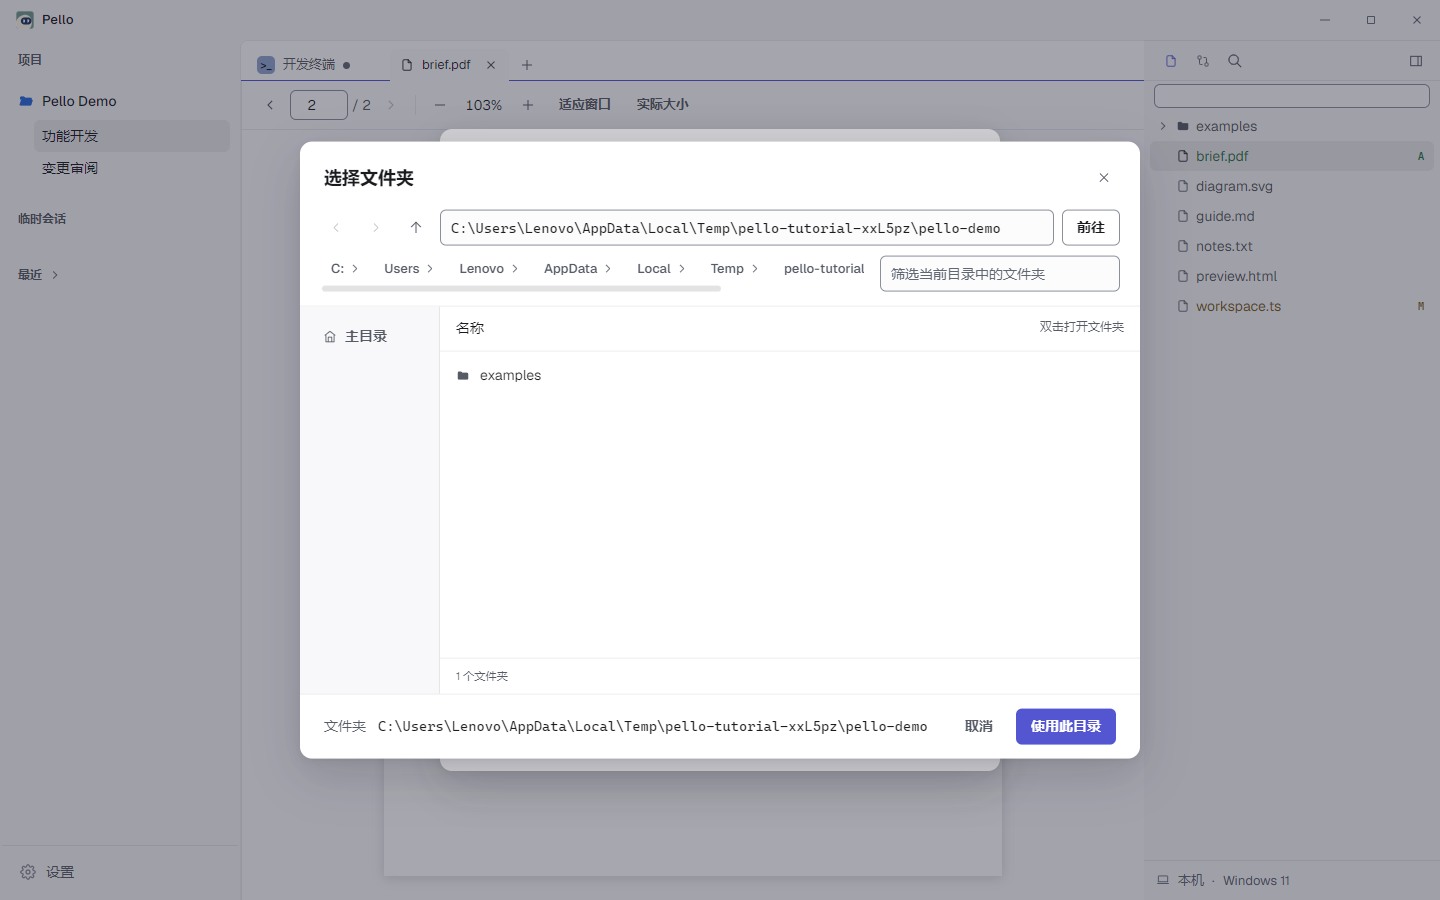 Pello
项目
Pello Demo
功能开发
变更审阅
临时会话
最近
设置
开发终端
brief.pdf
2 / 2
103%
适应窗口
实际大小
选择文件夹
C:\Users\Lenovo\AppData\Local\Temp\pello-tutorial-xxL5pz\pello-demo
前往
C: Users Lenovo AppData Local Temp pello-tutorial
筛选当前目录中的文件夹
主目录
名称
双击打开文件夹
examples
1 个文件夹
文件夹 C:\Users\Lenovo\AppData\Local\Temp\pello-tutorial-xxL5pz\pello-demo
取消
使用此目录
examples
brief.pdf A
diagram.svg
guide.md
notes.txt
preview.html
workspace.ts M
本机 · Windows 11